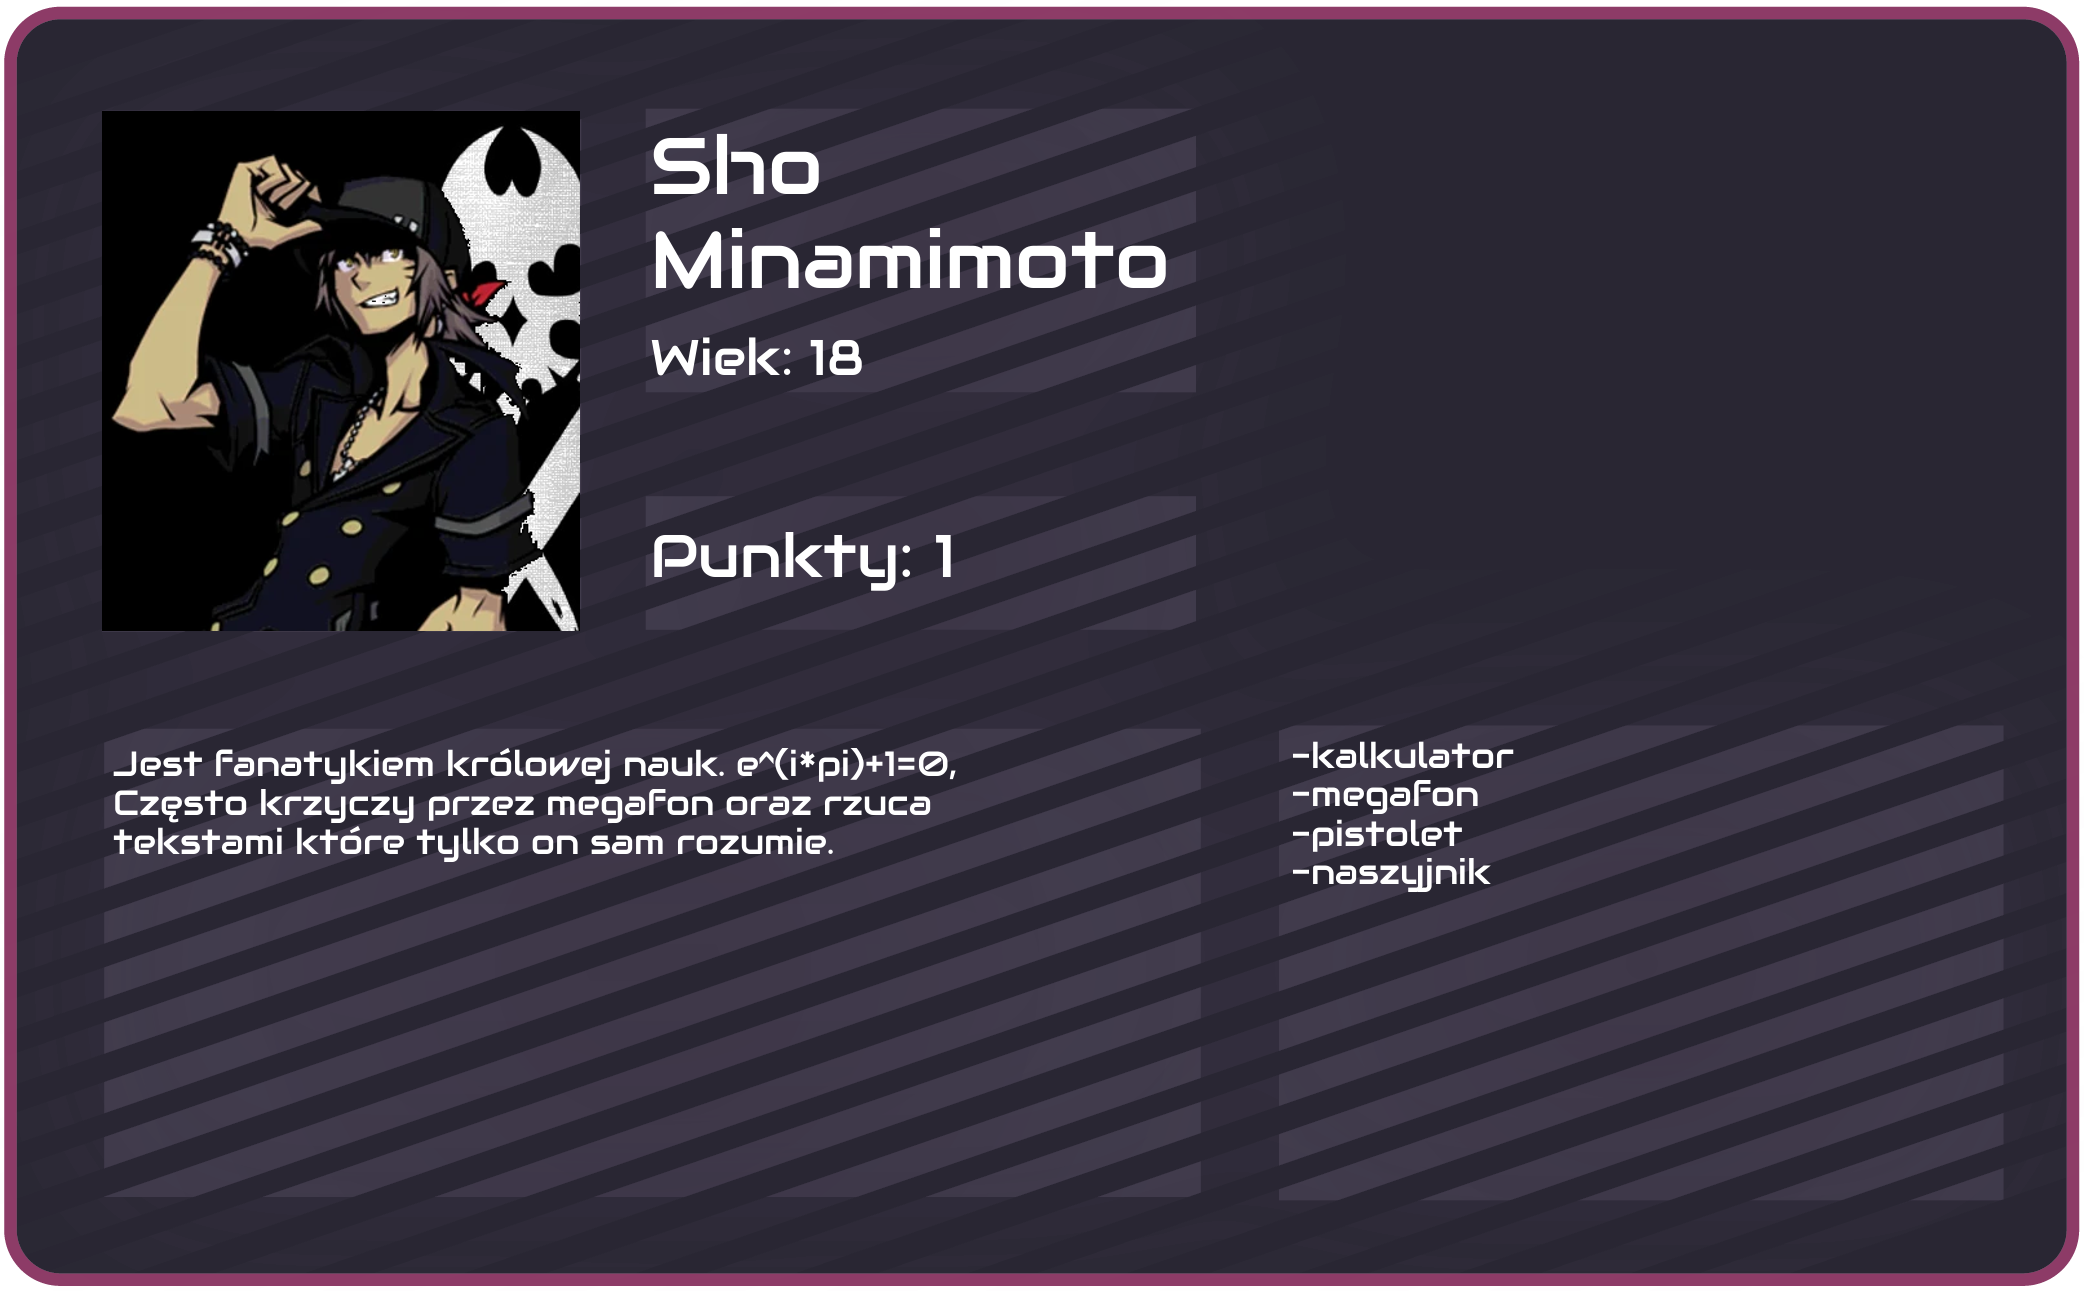 Sho
Minamimoto
Wiek: 18
Punkty: 1
Jest fanatykiem królowej nauk. e^(i*pi)+1=0,
Często krzyczy przez megafon oraz rzuca
tekstami które tylko on sam rozumie.
-kalkulator
-megafon
-pistolet
-naszyjnik